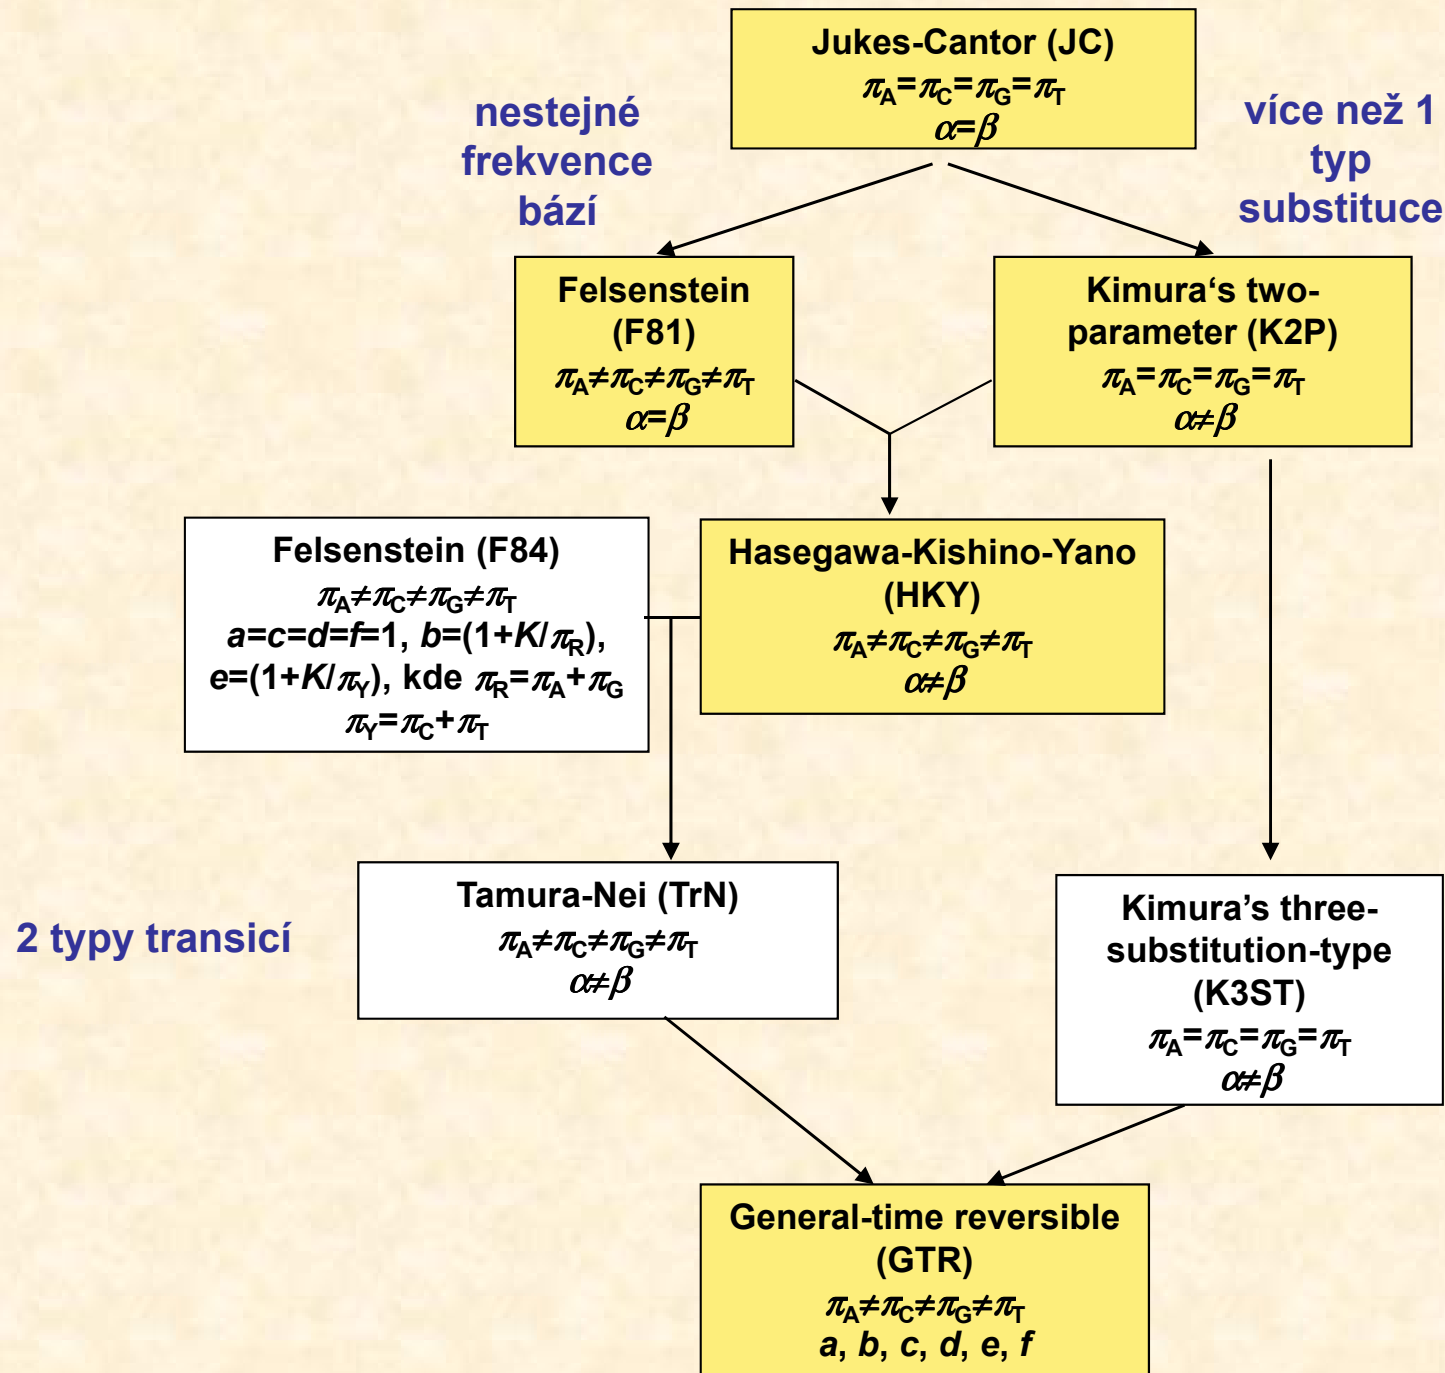 Jukes-Cantor (JC)
πA=πC=πG=πT
α=β
nestejné
frekvence
bází
více než 1
typ
substituce
Felsenstein
(F81)
πA≠πC≠πG≠πT
α=β
Kimura‘s two-
parameter (K2P)
πA=πC=πG=πT
α≠β
Felsenstein (F84)
πA≠πC≠πG≠πT
a=c=d=f=1, b=(1+K/πR),
e=(1+K/πY), kde πR=πA+πG
πY=πC+πT
Hasegawa-Kishino-Yano
(HKY)
πA≠πC≠πG≠πT
α≠β
2 typy transicí
Tamura-Nei (TrN)
πA≠πC≠πG≠πT
α≠β
Kimura’s three-
substitution-type
(K3ST)
πA=πC=πG=πT
α≠β
General-time reversible
(GTR)
πA≠πC≠πG≠πT
a, b, c, d, e, f